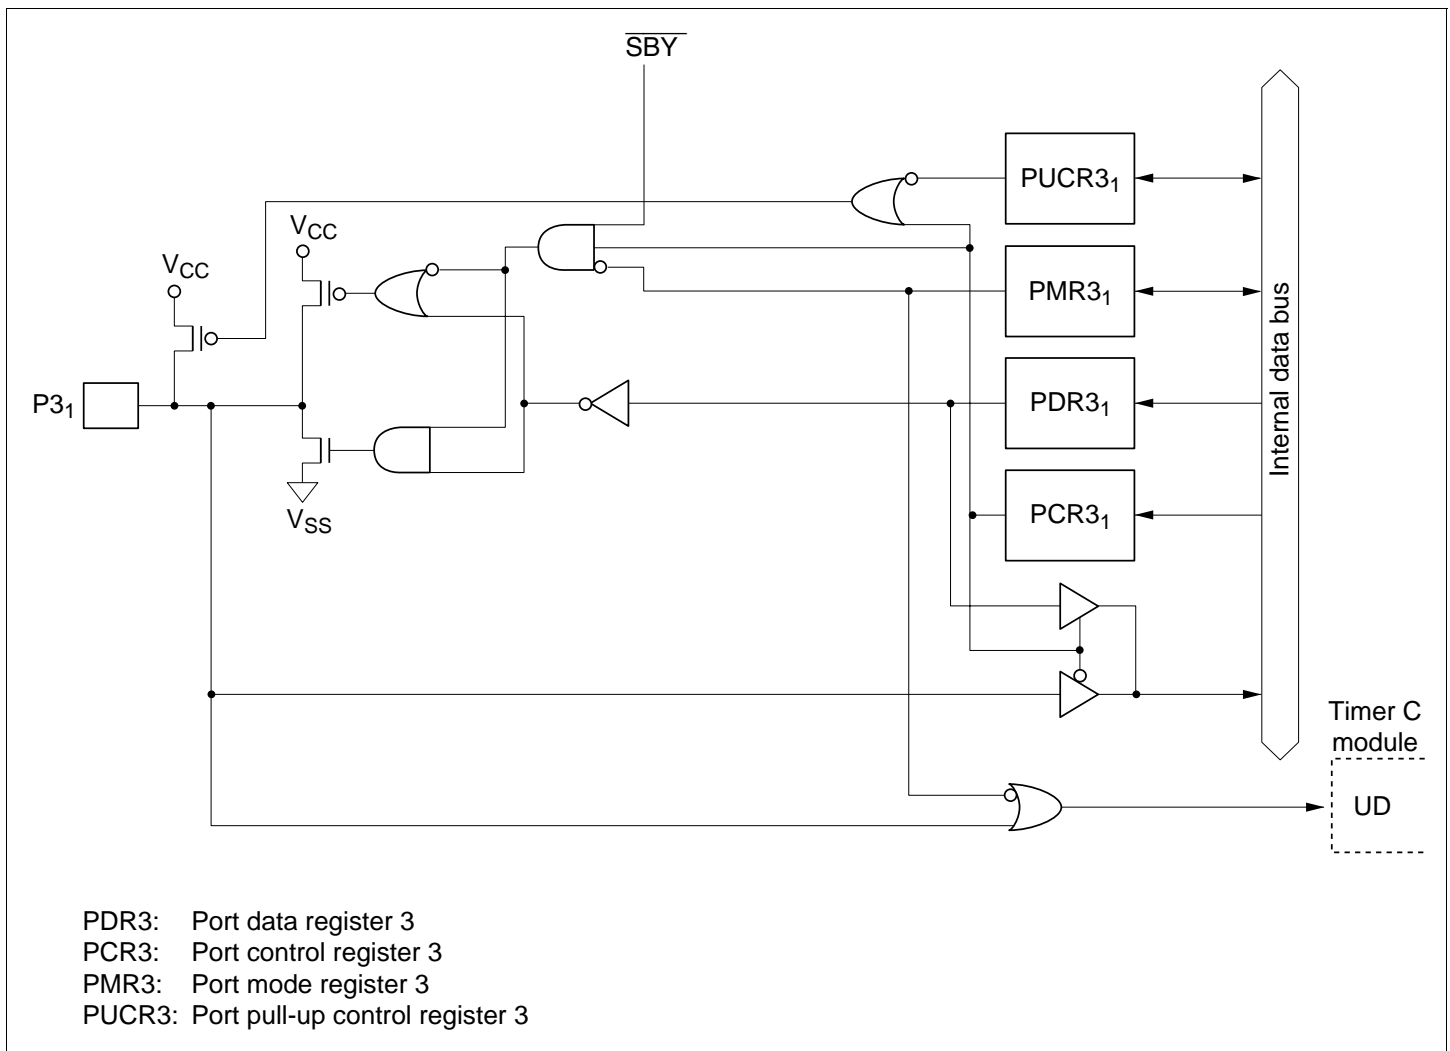 SBY
PUCR3₁
V_CC
V_CC
PMR3₁
Internal data bus
P3₁
PDR3₁
V_SS
PCR3₁
Timer C
module
UD
PDR3: Port data register 3
PCR3: Port control register 3
PMR3: Port mode register 3
PUCR3: Port pull-up control register 3